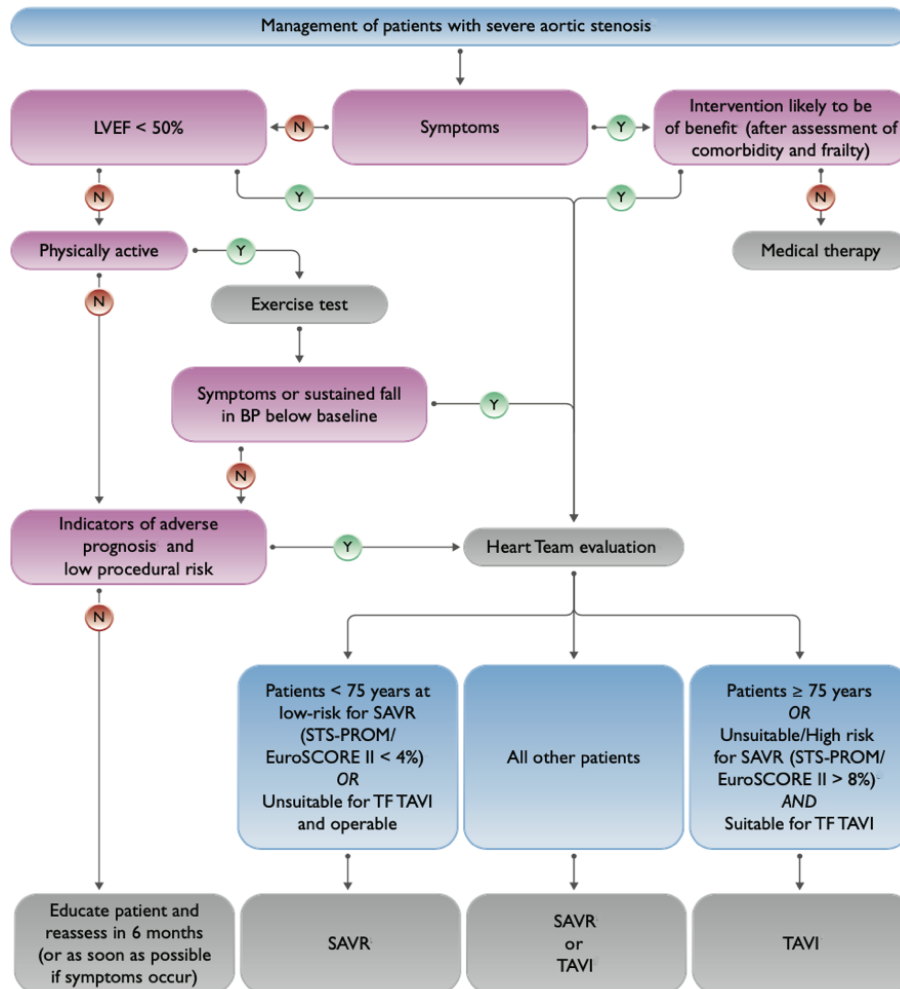 Management of patients with severe aortic stenosis
LVEF < 50%
N
Symptoms
Y
Intervention likely to be
of benefit (after assessment of
comorbidity and frailty)
N
Y
Y
N
Physically active
Y
Medical therapy
N
Exercise test
Symptoms or sustained fall
in BP below baseline
Y
N
Indicators of adverse
prognosis and
low procedural risk
Y
Heart Team evaluation
N
Patients < 75 years at
low-risk for SAVR
(STS-PROM/
EuroSCORE II < 4%)
OR
Unsuitable for TF TAVI
and operable
All other patients
Patients ≥ 75 years
OR
Unsuitable/High risk
for SAVR (STS-PROM/
EuroSCORE II > 8%)
AND
Suitable for TF TAVI
Educate patient and
reassess in 6 months
(or as soon as possible
if symptoms occur)
SAVR
SAVR
or
TAVI
TAVI